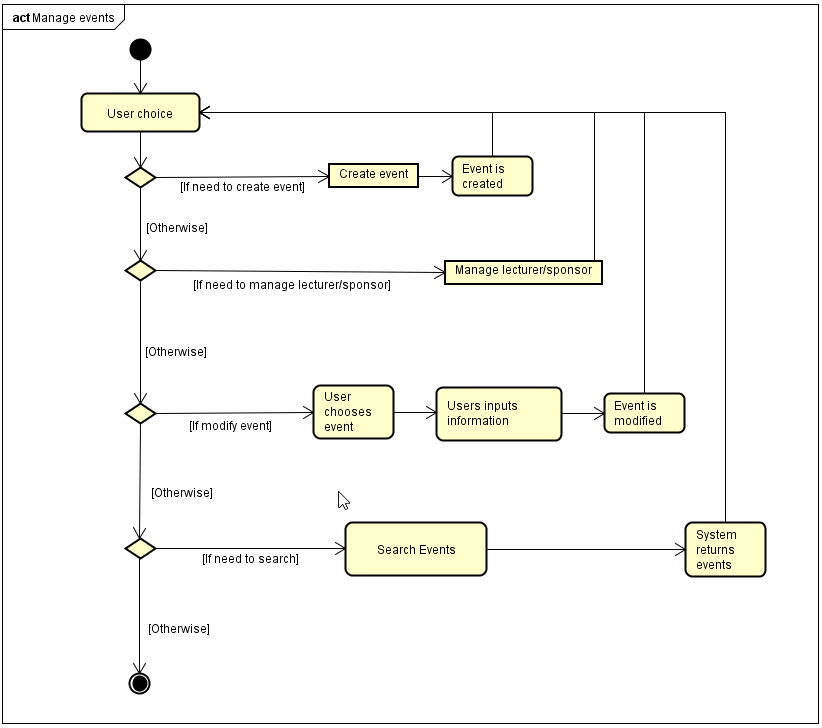 act Manage events
User choice
[If need to create event]
Create event
Event is
created
[Otherwise]
[If need to manage lecturer/sponsor]
Manage lecturer/sponsor
[Otherwise]
[If modify event]
User
chooses
event
Users inputs
information
Event is
modified
[Otherwise]
[If need to search]
Search Events
System
returns
events
[Otherwise]